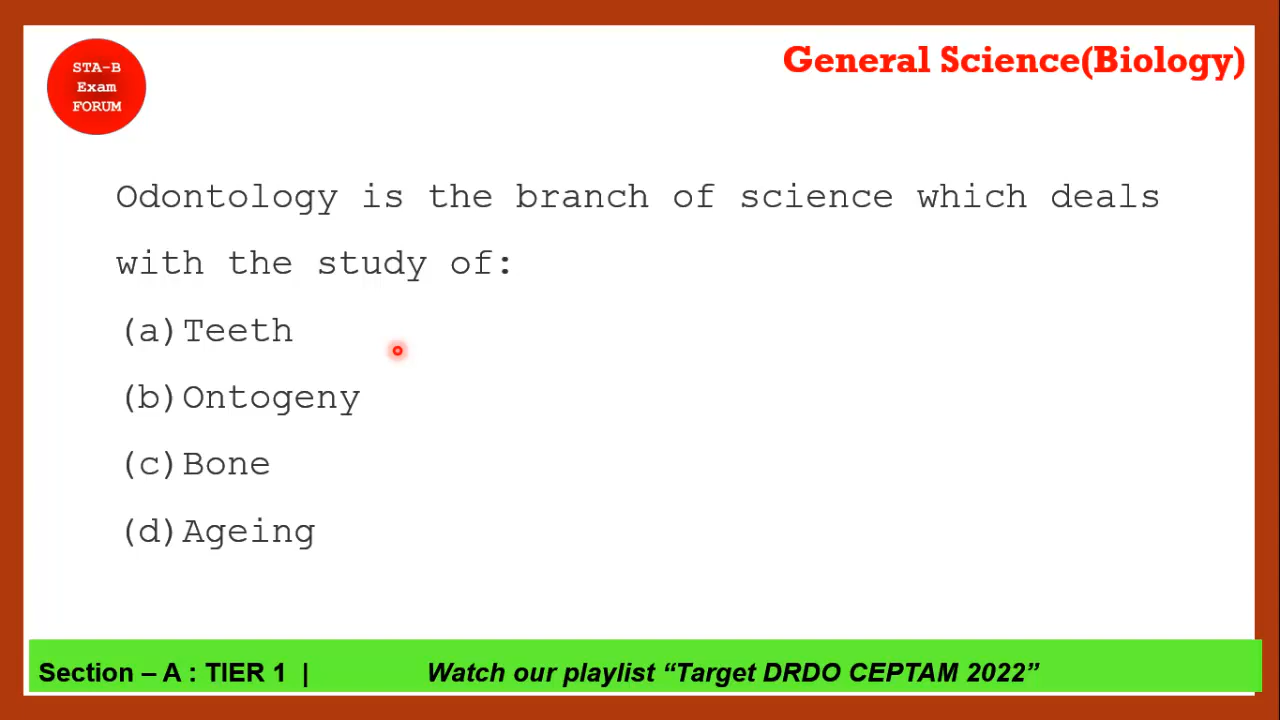 STA-B
Exam
FORUM
General Science(Biology)
Odontology is the branch of science which deals
with the study of:
(a)Teeth
(b)Ontogeny
(c)Bone
(d)Ageing
Section – A : TIER 1 | Watch our playlist “Target DRDO CEPTAM 2022”